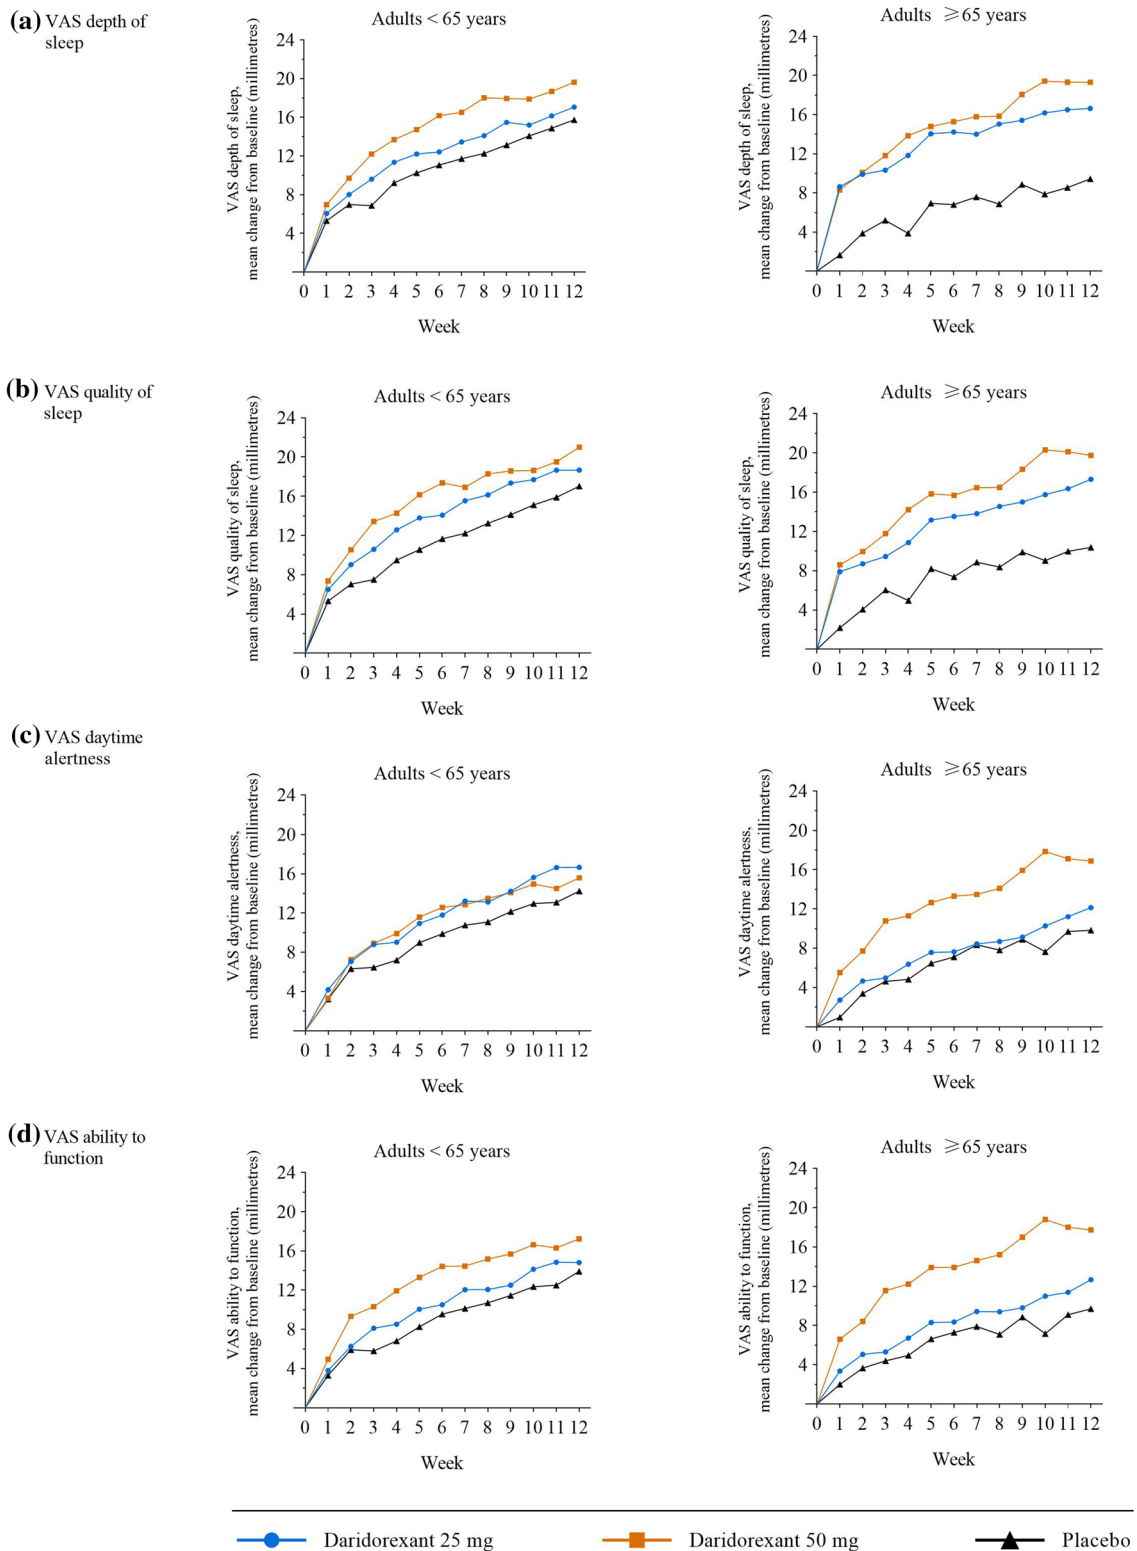 (a) VAS depth of
sleep
Adults < 65 years
VAS depth of sleep,
mean change from baseline (millimetres)
24
20
16
12
8
4
0 1 2 3 4 5 6 7 8 9 10 11 12
Week
Adults ⩾65 years
VAS depth of sleep,
mean change from baseline (millimetres)
24
20
16
12
8
4
0 1 2 3 4 5 6 7 8 9 10 11 12
Week
(b) VAS quality of
sleep
Adults < 65 years
VAS quality of sleep,
mean change from baseline (millimetres)
24
20
16
12
8
4
0 1 2 3 4 5 6 7 8 9 10 11 12
Week
Adults ⩾65 years
VAS quality of sleep,
mean change from baseline (millimetres)
24
20
16
12
8
4
0 1 2 3 4 5 6 7 8 9 10 11 12
Week
(c) VAS daytime
alertness
Adults < 65 years
VAS daytime alertness,
mean change from baseline (millimetres)
24
20
16
12
8
4
0 1 2 3 4 5 6 7 8 9 10 11 12
Week
Adults ⩾65 years
VAS daytime alertness,
mean change from baseline (millimetres)
24
20
16
12
8
4
0 1 2 3 4 5 6 7 8 9 10 11 12
Week
(d) VAS ability to
function
Adults < 65 years
VAS ability to function,
mean change from baseline (millimetres)
24
20
16
12
8
4
0 1 2 3 4 5 6 7 8 9 10 11 12
Week
Adults ⩾65 years
VAS ability to function,
mean change from baseline (millimetres)
24
20
16
12
8
4
0 1 2 3 4 5 6 7 8 9 10 11 12
Week
Daridorexant 25 mg Daridorexant 50 mg Placebo